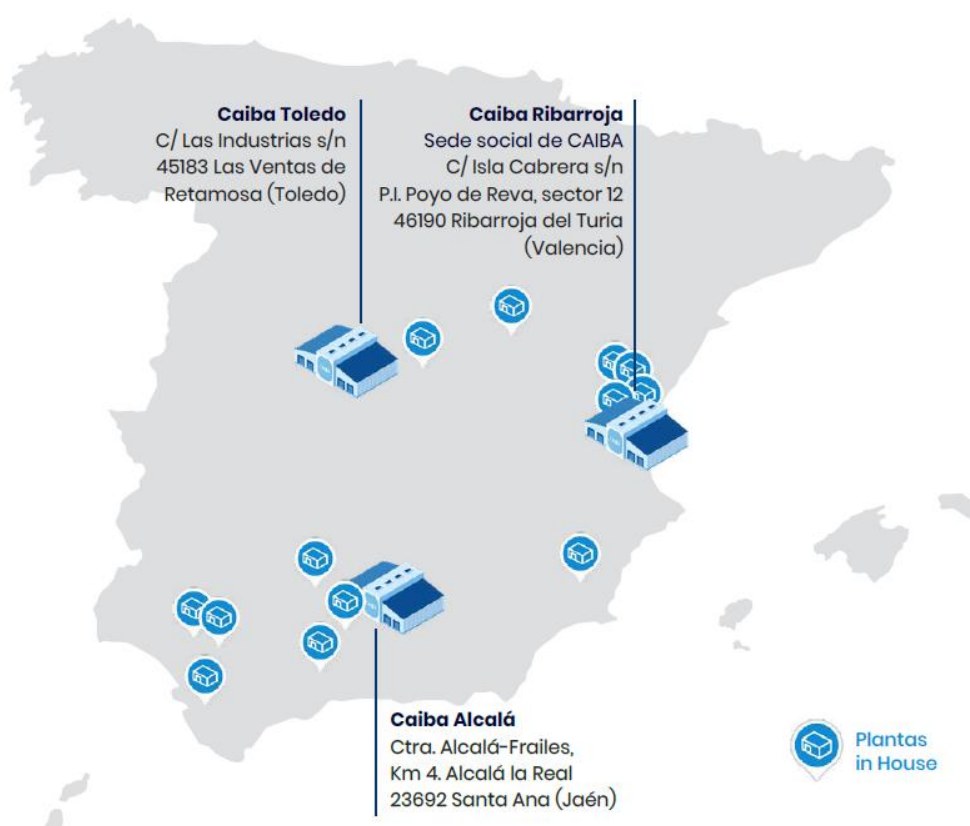 Caiba Toledo
C/ Las Industrias s/n
45183 Las Ventas de
Retamosa (Toledo)
Caiba Ribarroja
Sede social de CAIBA
C/ Isla Cabrera s/n
P.I. Poyo de Reva, sector 12
46190 Ribarroja del Turia
(Valencia)
Caiba Alcalá
Ctra. Alcalá-Frailes,
Km 4. Alcalá la Real
23692 Santa Ana (Jaén)
Plantas
in House